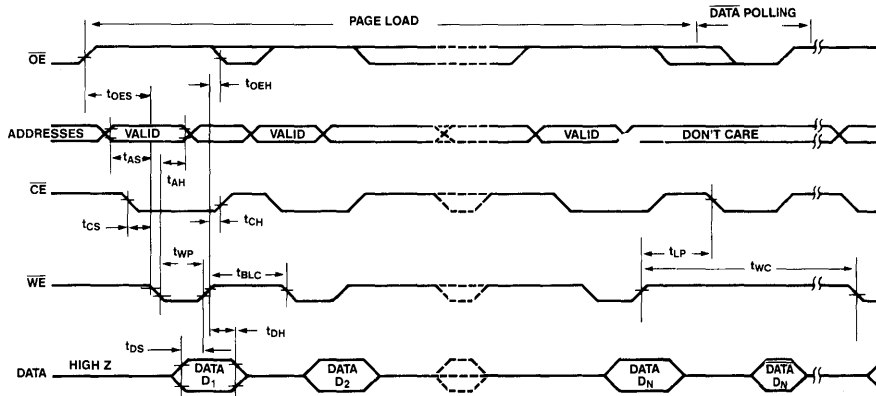 PAGE LOAD
DATA POLLING
OE
tOEH
tOES
ADDRESSES
VALID
VALID
VALID
DON'T CARE
tAS
tAH
CE
tCS
tCH
tWP
tBLC
tLP
tWC
WE
tDH
tDS
DATA
HIGH Z
DATA
D1
DATA
D2
DATA
DN
DATA
DN